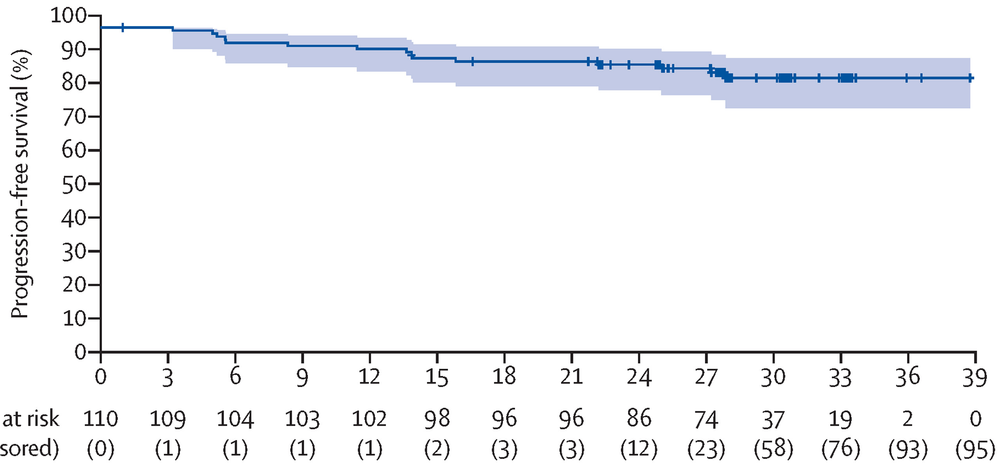 Progression-free survival (%)
100
90
80
70
60
50
40
30
20
10
0
0 3 6 9 12 15 18 21 24 27 30 33 36 39
at risk 110 109 104 103 102 98 96 96 86 74 37 19 2 0
sored) (0) (1) (1) (1) (1) (2) (3) (3) (12) (23) (58) (76) (93) (95)